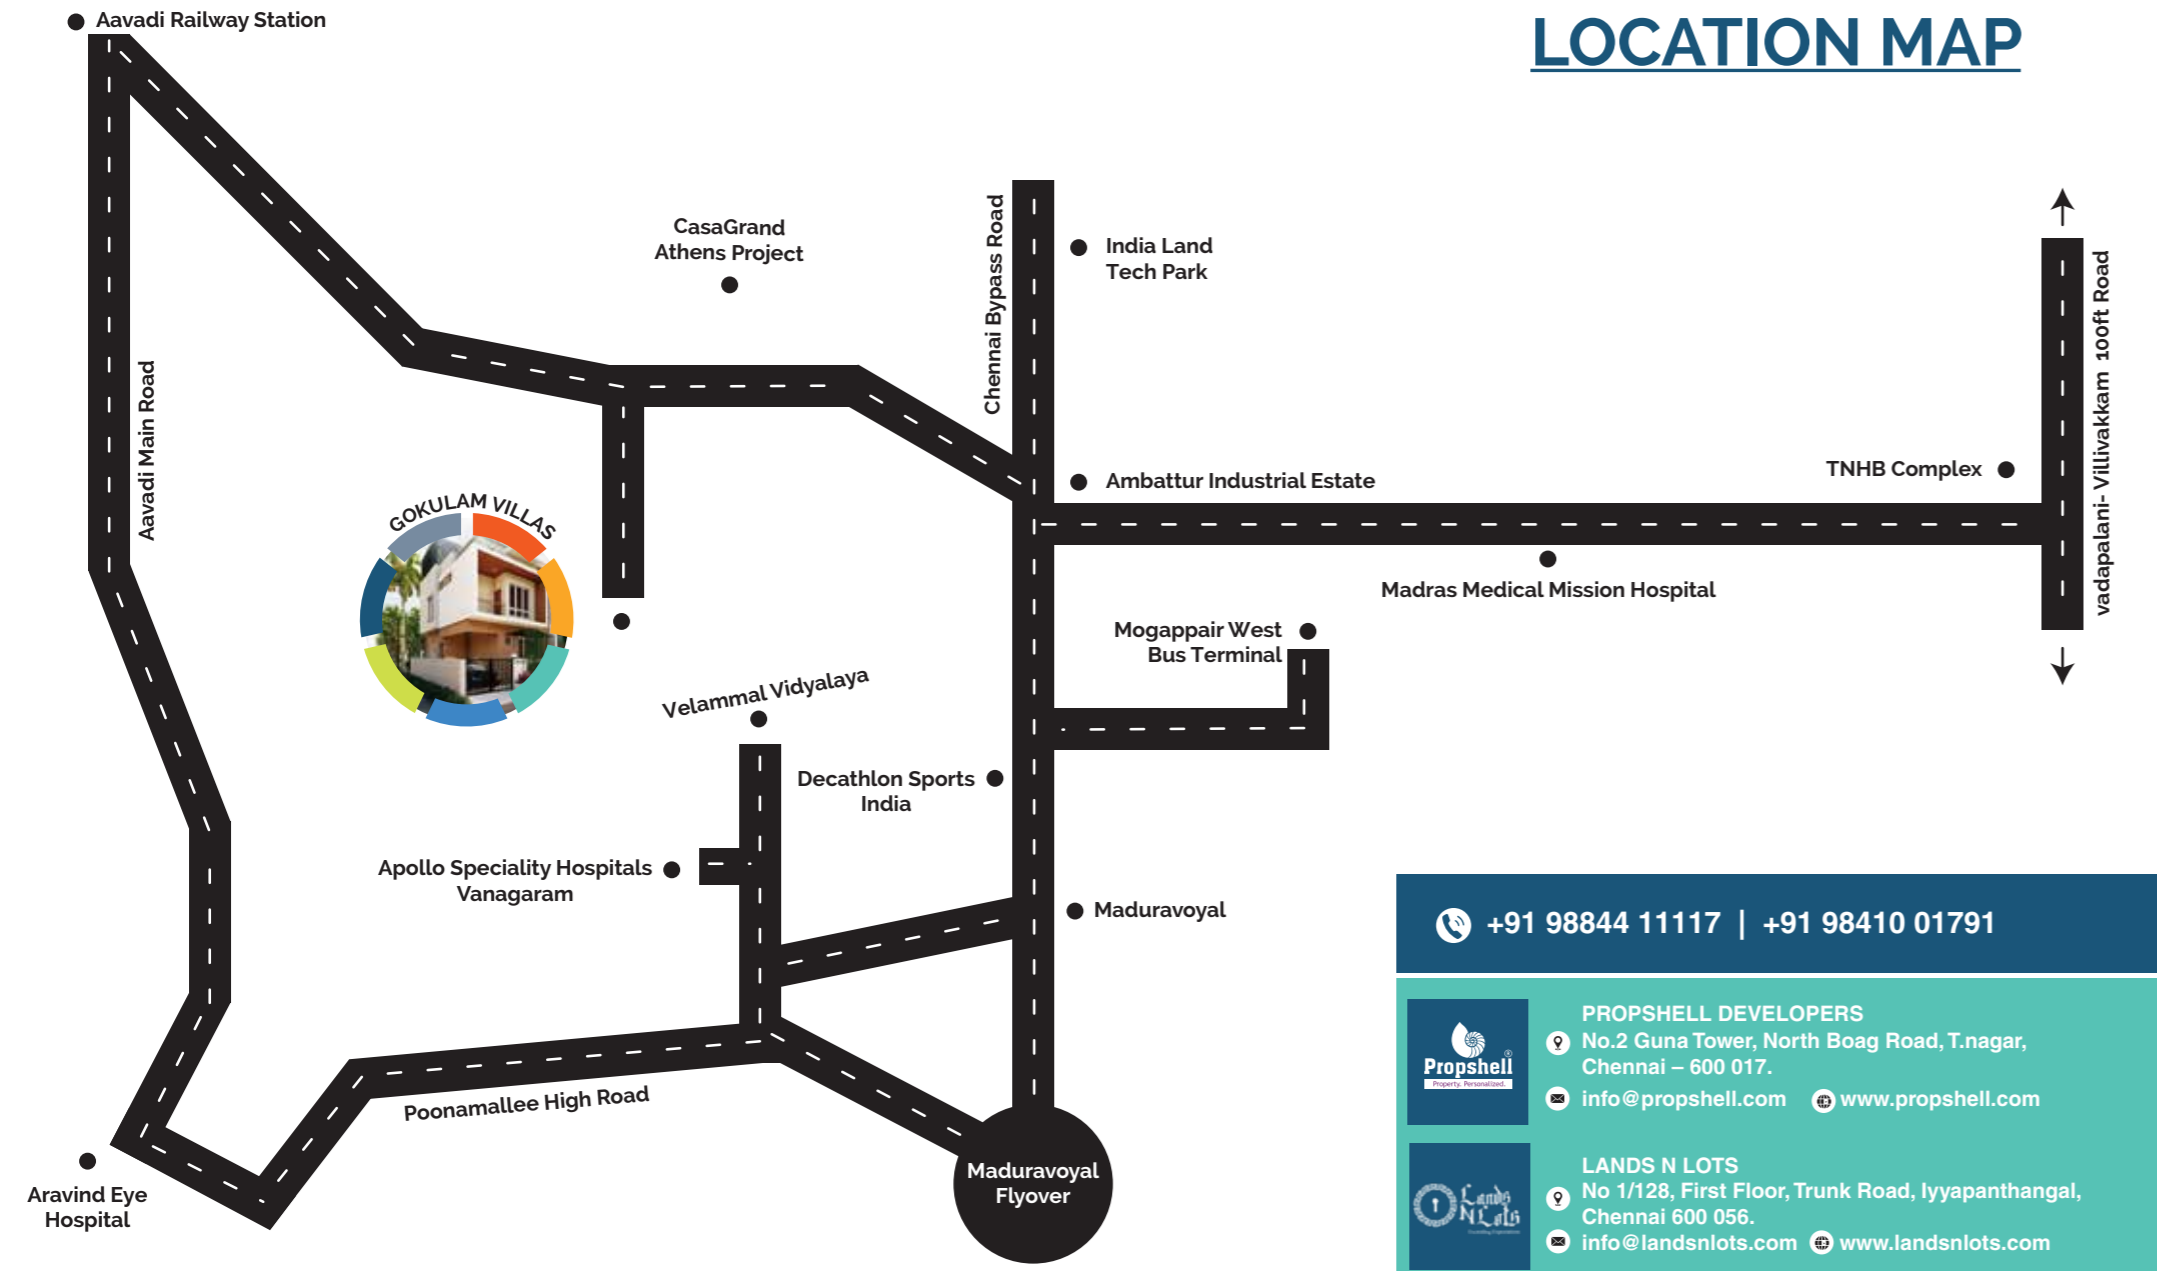 LOCATION MAP
Aavadi Railway Station
CasaGrand
Athens Project
Chennai Bypass Road
India Land
Tech Park
Aavadi Main Road
vadapalani- Villivakkam 100ft Road
TNHB Complex
Ambattur Industrial Estate
GOKULAM VILLAS
Madras Medical Mission Hospital
Mogappair West
Bus Terminal
Velammal Vidyalaya
Decathlon Sports
India
Apollo Speciality Hospitals
Vanagaram
Maduravoyal
Poonamallee High Road
Maduravoyal
Flyover
Aravind Eye
Hospital
+91 98844 11117 | +91 98410 01791
Propshell®
Property. Personalized.
PROPSHELL DEVELOPERS
No.2 Guna Tower, North Boag Road, T.nagar,
Chennai – 600 017.
info@propshell.com www.propshell.com
Lands
N Lots
LANDS N LOTS
No 1/128, First Floor, Trunk Road, Iyyapanthangal,
Chennai 600 056.
info@landsnlots.com www.landsnlots.com